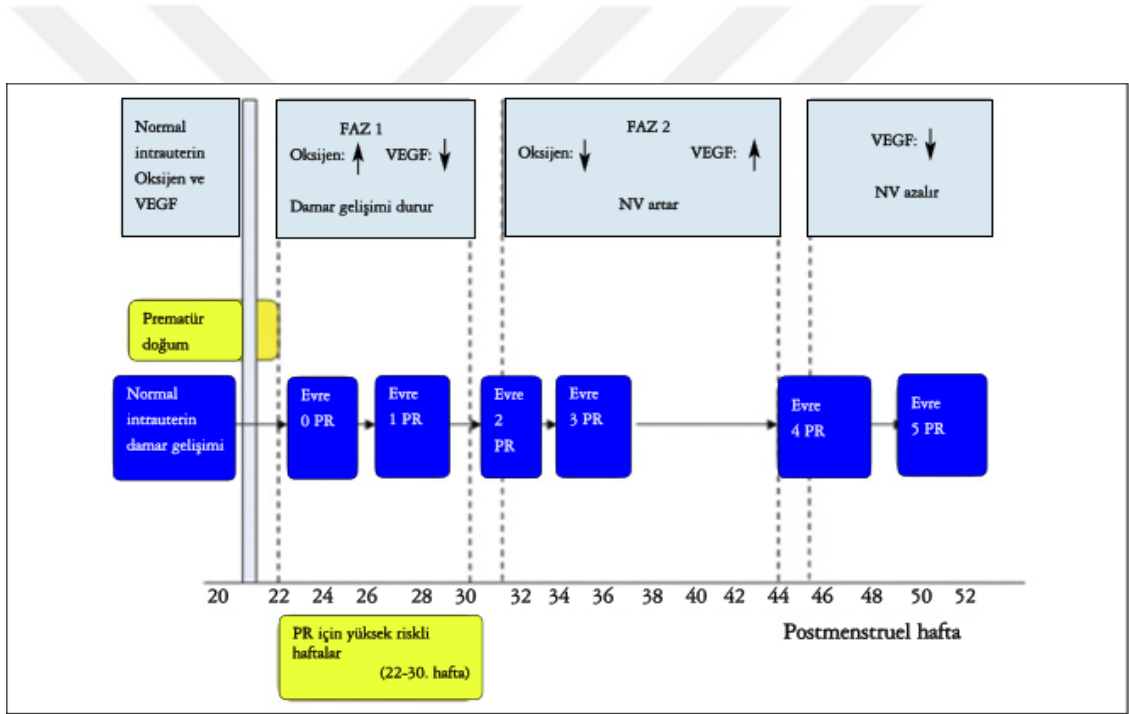 Normal
intrauterin
Oksijen ve
VEGF
FAZ 1
Oksijen: ↑ VEGF: ↓
Damar gelişimi durur
FAZ 2
Oksijen: ↓ VEGF: ↑
NV artar
VEGF: ↓
NV azalır
Prematür
doğum
Normal
intrauterin
damar gelişimi
Evre
0 PR
Evre
1 PR
Evre
2
PR
Evre
3 PR
Evre
4 PR
Evre
5 PR
20 22 24 26 28 30 32 34 36 38 40 42 44 46 48 50 52
PR için yüksek riskli
haftalar
(22-30. hafta)
Postmenstruel hafta